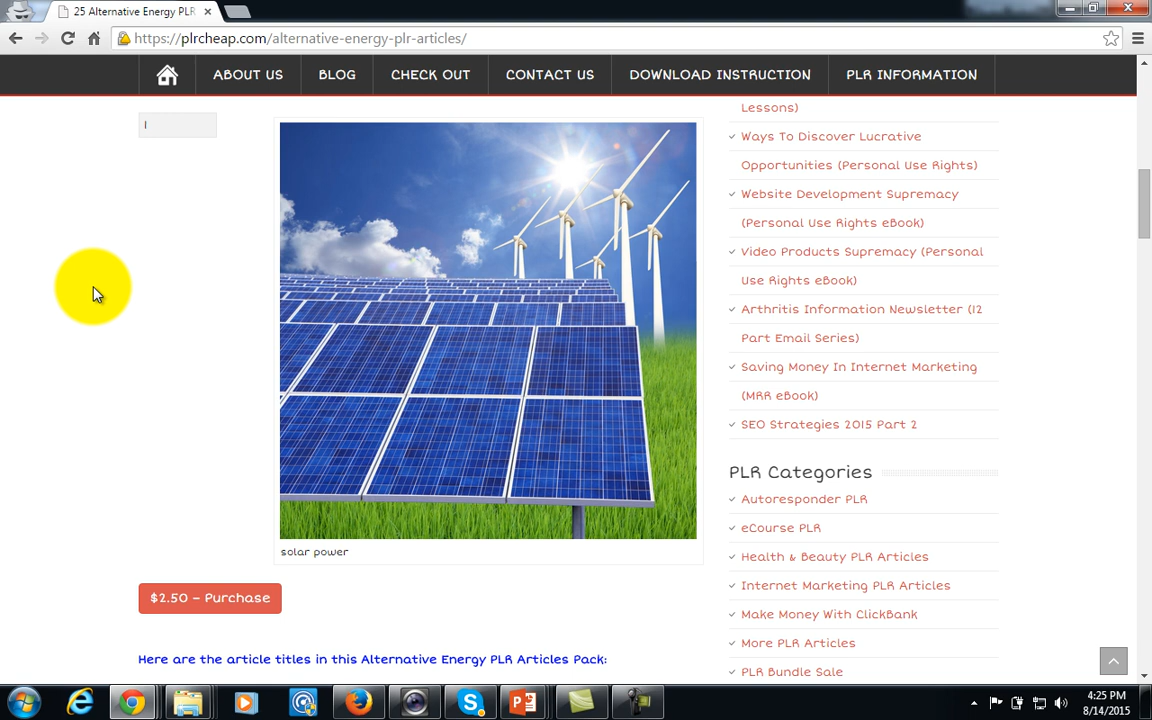 25 Alternative Energy PLR
https://plrcheap.com/alternative-energy-plr-articles/
ABOUT US
BLOG
CHECK OUT
CONTACT US
DOWNLOAD INSTRUCTION
PLR INFORMATION
1
solar power
$2.50 – Purchase
Here are the article titles in this Alternative Energy PLR Articles Pack:
Lessons)
Ways To Discover Lucrative
Opportunities (Personal Use Rights)
Website Development Supremacy
(Personal Use Rights eBook)
Video Products Supremacy (Personal
Use Rights eBook)
Arthritis Information Newsletter (12
Part Email Series)
Saving Money In Internet Marketing
(MRR eBook)
SEO Strategies 2015 Part 2
PLR Categories
Autoresponder PLR
eCourse PLR
Health & Beauty PLR Articles
Internet Marketing PLR Articles
Make Money With ClickBank
More PLR Articles
PLR Bundle Sale
4:25 PM
8/14/2015